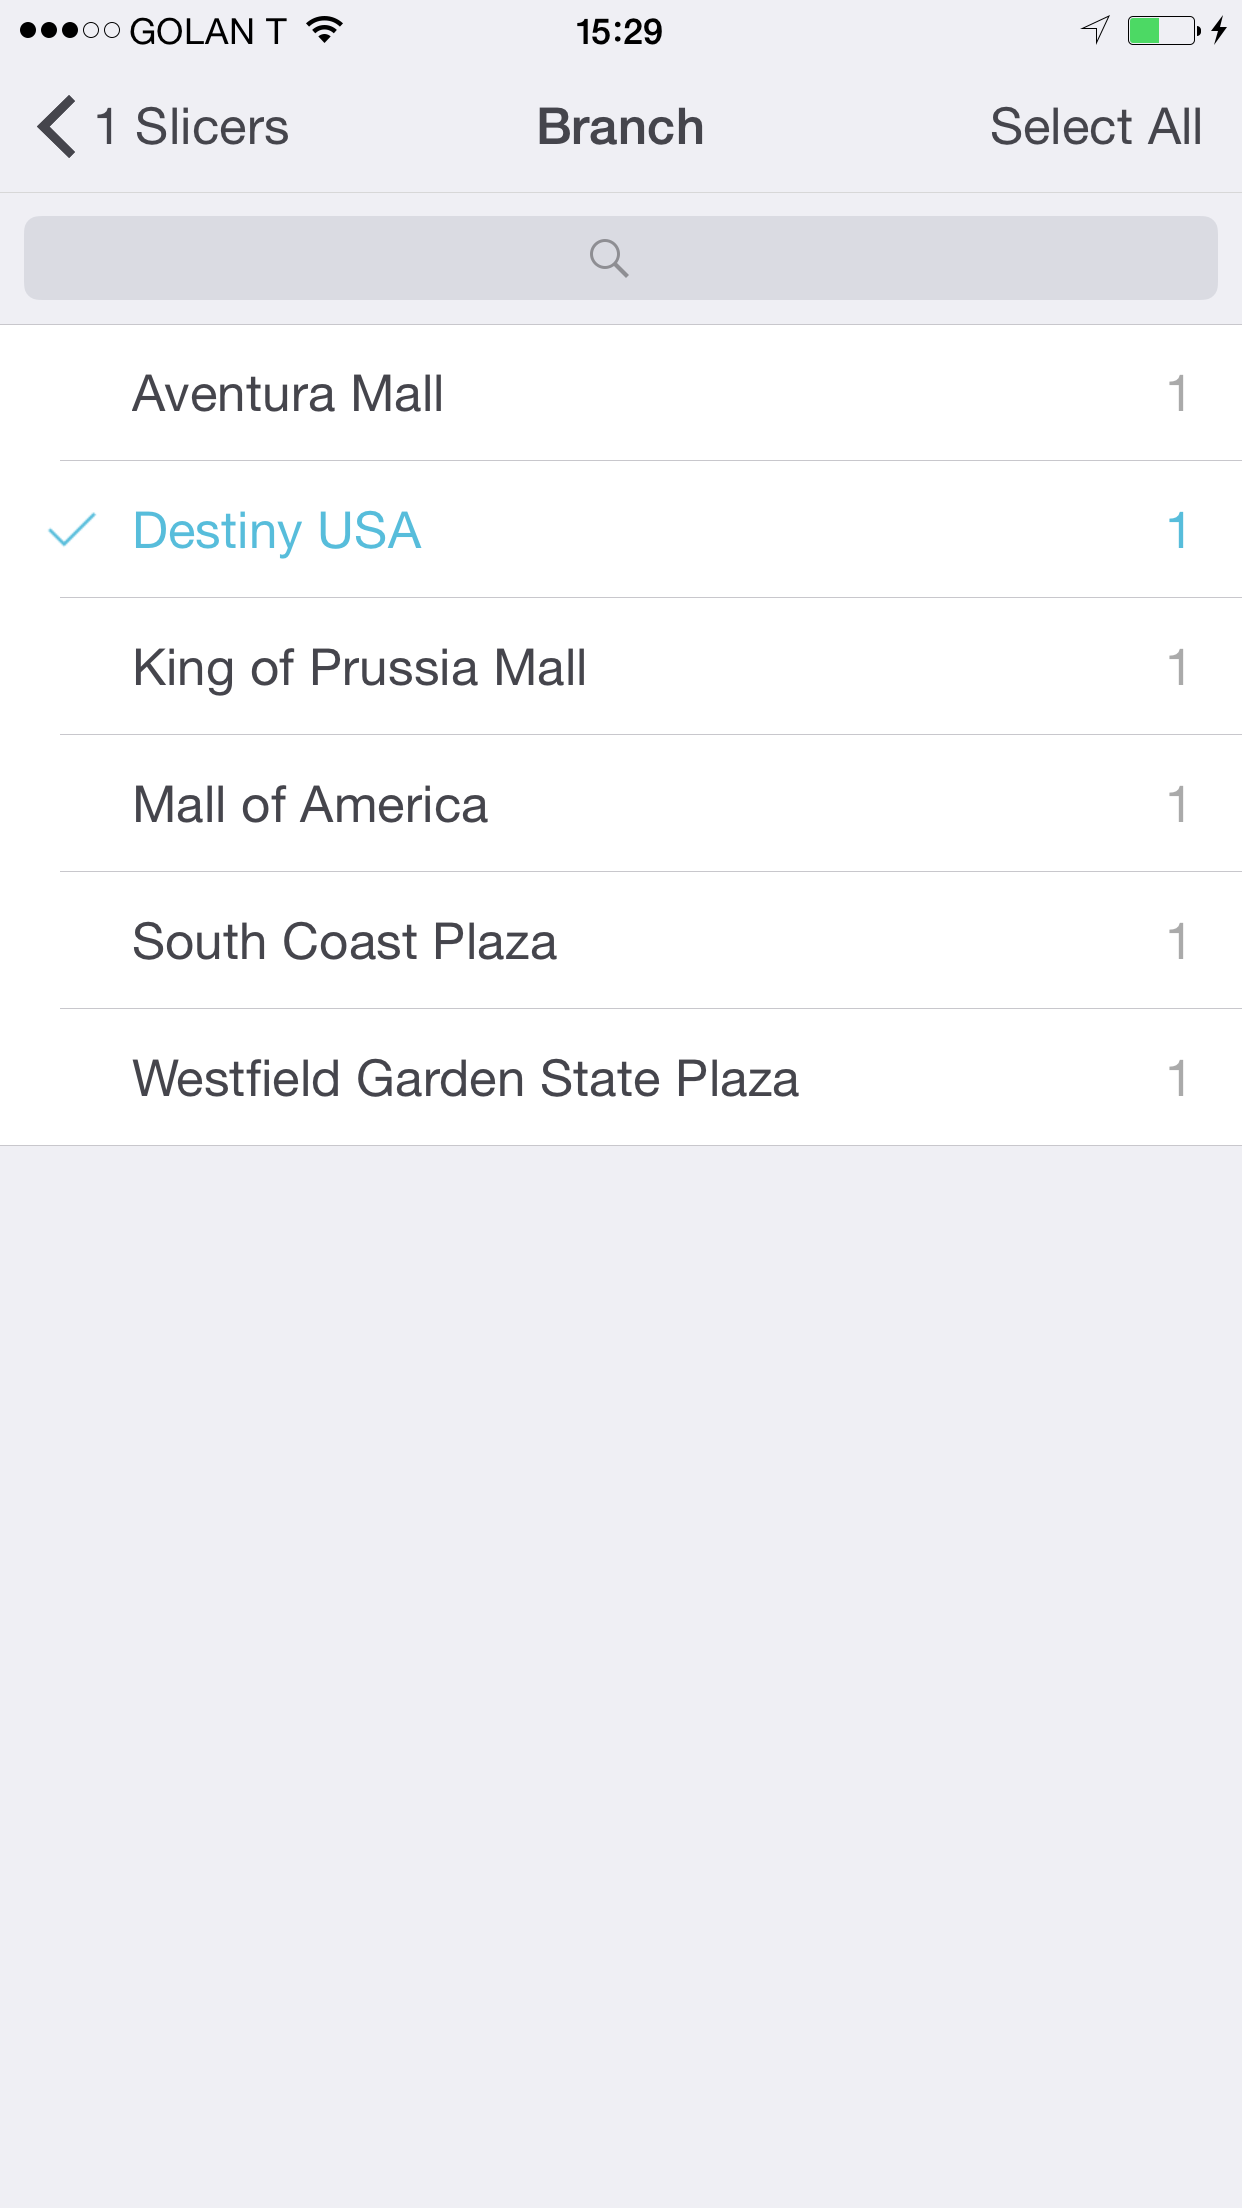 GOLAN T 15:29
1 Slicers Branch Select All
Aventura Mall 1
Destiny USA 1
King of Prussia Mall 1
Mall of America 1
South Coast Plaza 1
Westfield Garden State Plaza 1